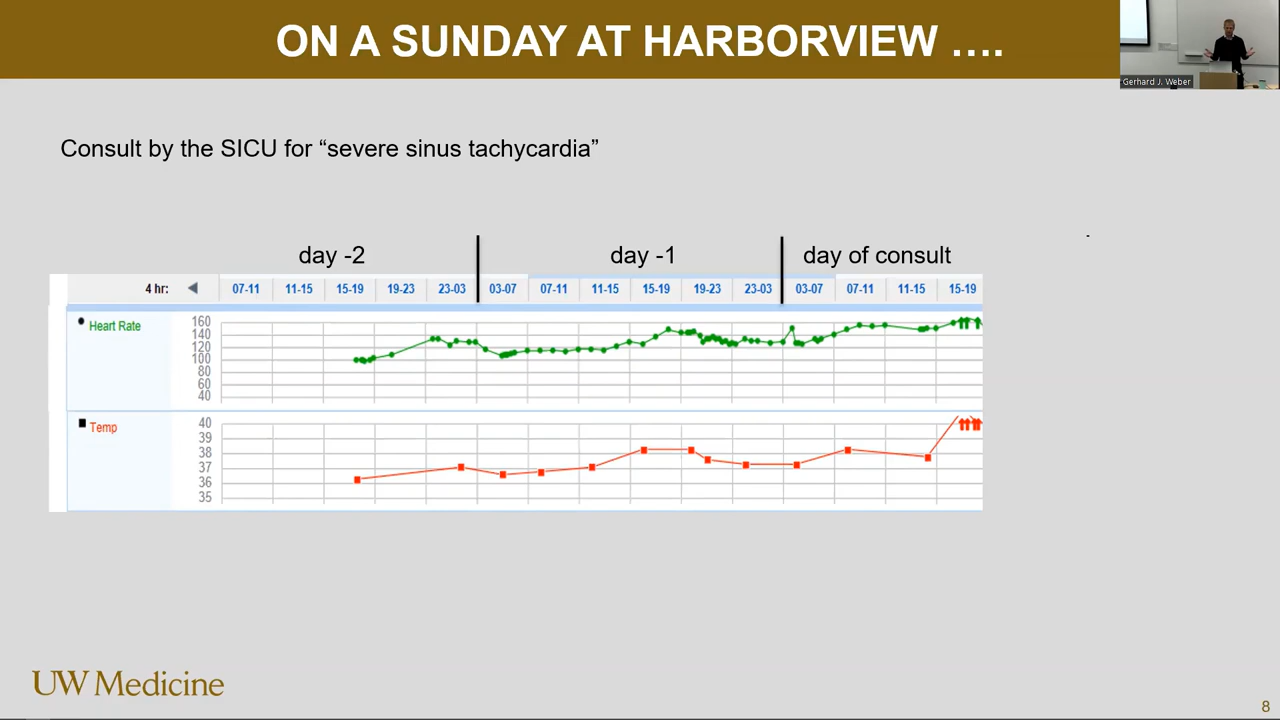 ON A SUNDAY AT HARBORVIEW ....
Gerhard J. Weber
Consult by the SICU for “severe sinus tachycardia”
day -2 day -1 day of consult
4 hr: 07-11 11-15 15-19 19-23 23-03 03-07 07-11 11-15 15-19 19-23 23-03 03-07 07-11 11-15 15-19
Heart Rate
160
140
120
100
80
60
40
Temp
40
39
38
37
36
35
UW Medicine
8